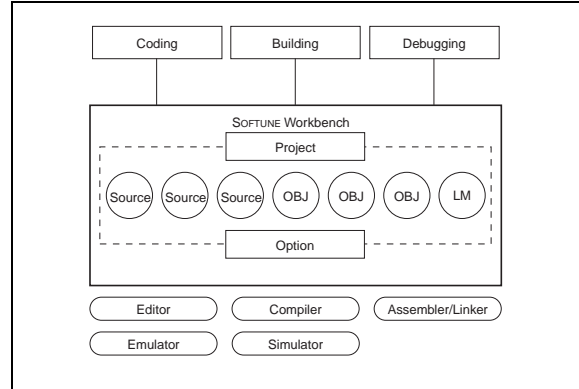 Coding Building Debugging
SOFTUNE Workbench
Project
Source Source Source OBJ OBJ OBJ LM
Option
Editor Compiler Assembler/Linker
Emulator Simulator